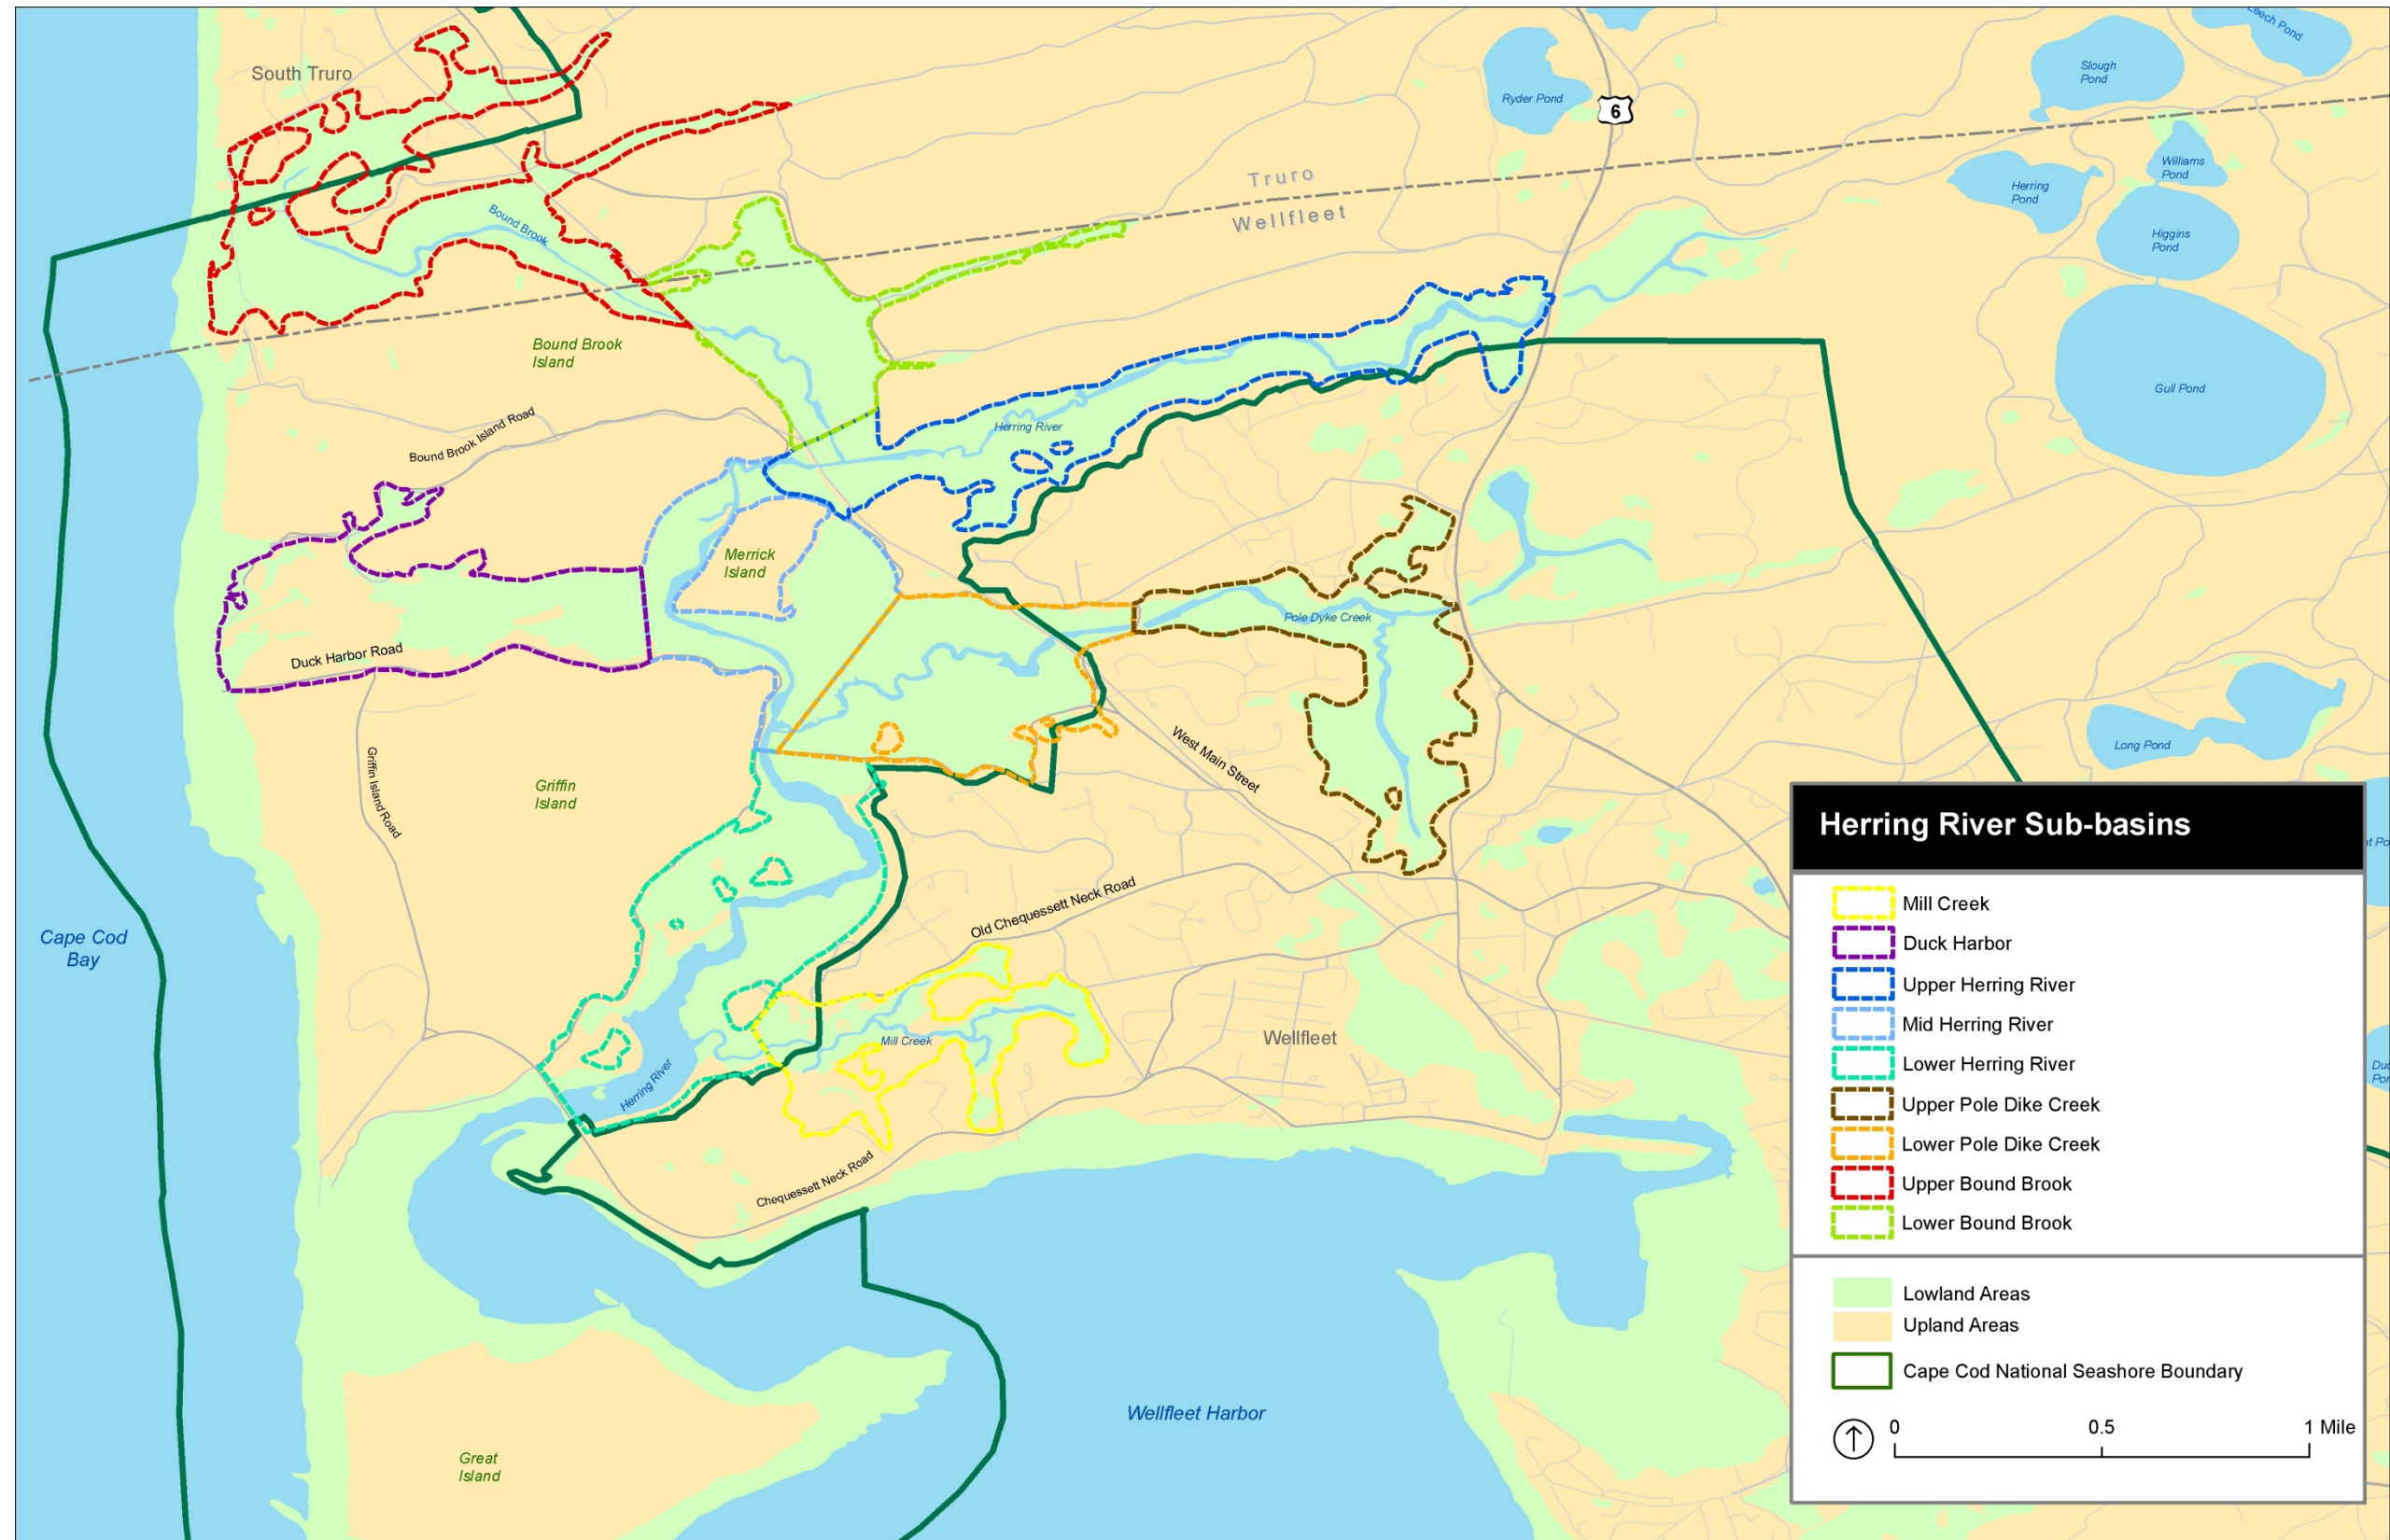 Leech Pond
South Truro
Slough
Pond
Ryder Pond
6
Truro
Wellfleet
Williams
Pond
Herring
Pond
Higgins
Pond
Bound Brook
Bound Brook
Island
Gull Pond
Bound Brook Island Road
Herring River
Merrick
Island
Pole Dyke Creek
Duck Harbor Road
West Main Street
Long Pond
Griffin Island Road
Griffin
Island
Old Chequessett Neck Road
Cape Cod
Bay
Mill Creek
Wellfleet
Herring River
Chequessett Neck Road
Wellfleet Harbor
Great
Island
Herring River Sub-basins
Mill Creek
Duck Harbor
Upper Herring River
Mid Herring River
Lower Herring River
Upper Pole Dike Creek
Lower Pole Dike Creek
Upper Bound Brook
Lower Bound Brook
Lowland Areas
Upland Areas
Cape Cod National Seashore Boundary
0 0.5 1 Mile